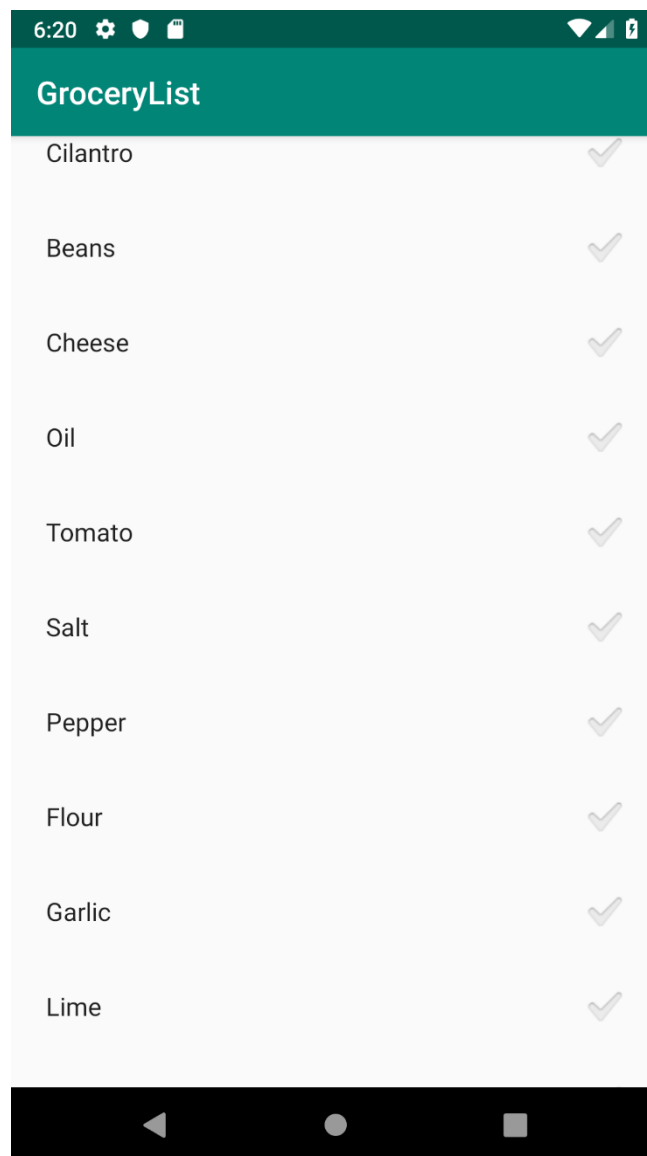 6:20
GroceryList
Cilantro
Beans
Cheese
Oil
Tomato
Salt
Pepper
Flour
Garlic
Lime